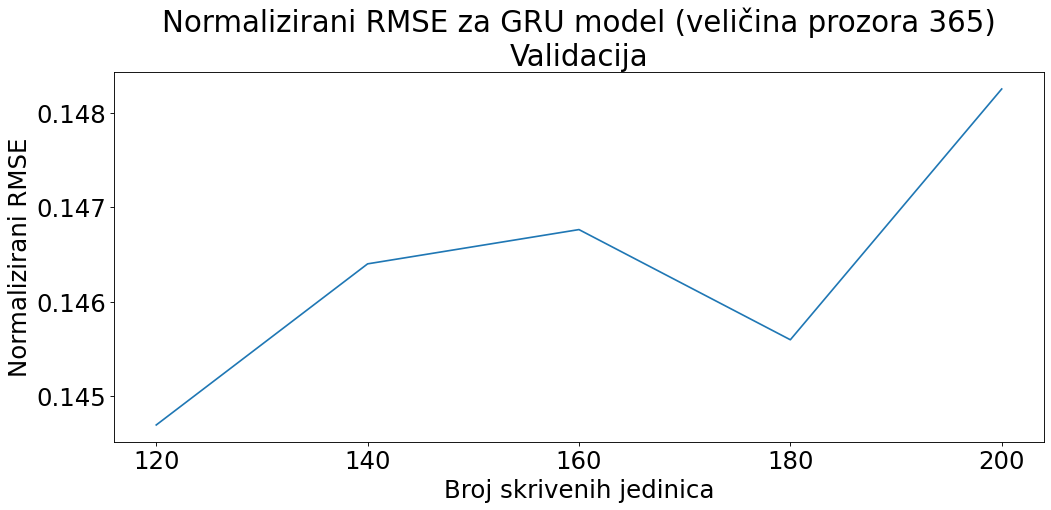 Normalizirani RMSE za GRU model (veličina prozora 365)
Validacija
0.148
0.147
0.146
0.145
Normalizirani RMSE
120 140 160 180 200
Broj skrivenih jedinica